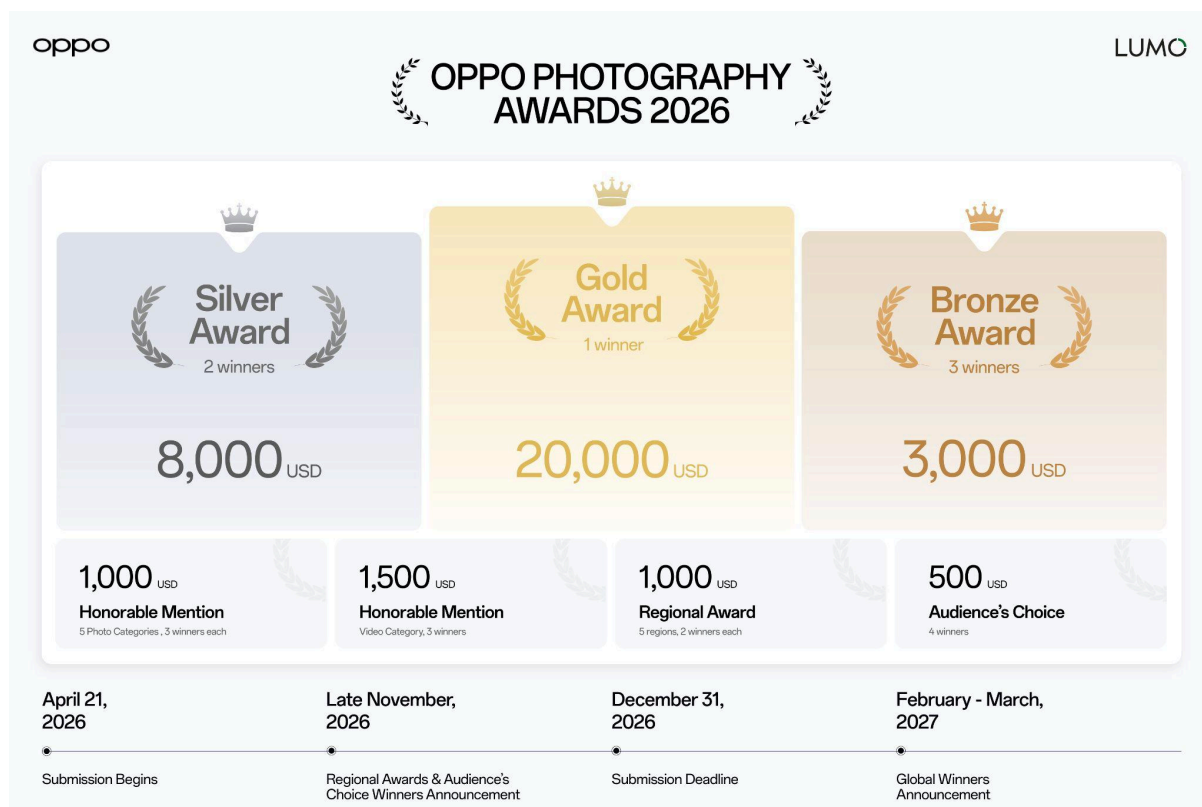 oppo
LUMO
OPPO PHOTOGRAPHY
AWARDS 2026
Silver
Award
2 winners
8,000 USD
Gold
Award
1 winner
20,000 USD
Bronze
Award
3 winners
3,000 USD
1,000 USD
Honorable Mention
5 Photo Categories , 3 winners each
1,500 USD
Honorable Mention
Video Category, 3 winners
1,000 USD
Regional Award
5 regions, 2 winners each
500 USD
Audience’s Choice
4 winners
April 21,
2026
Submission Begins
Late November,
2026
Regional Awards & Audience’s
Choice Winners Announcement
December 31,
2026
Submission Deadline
February - March,
2027
Global Winners
Announcement